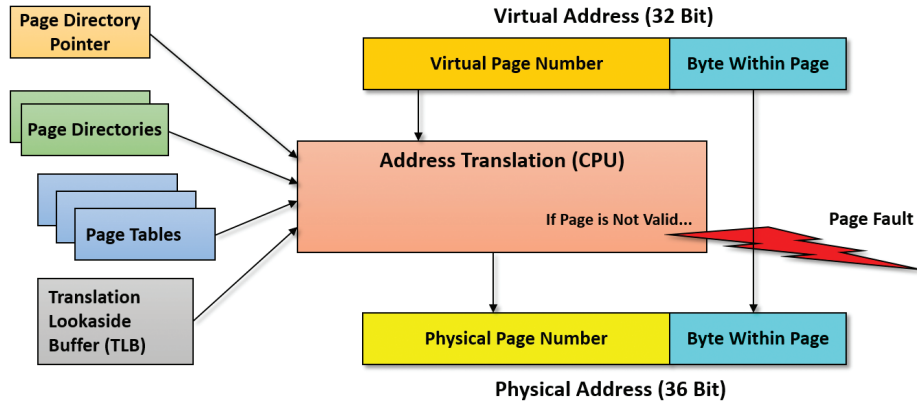 Page Directory
Pointer
Virtual Address (32 Bit)
Virtual Page Number
Byte Within Page
Page Directories
Address Translation (CPU)
Page Tables
If Page is Not Valid...
Page Fault
Translation
Lookaside
Buffer (TLB)
Physical Page Number
Byte Within Page
Physical Address (36 Bit)